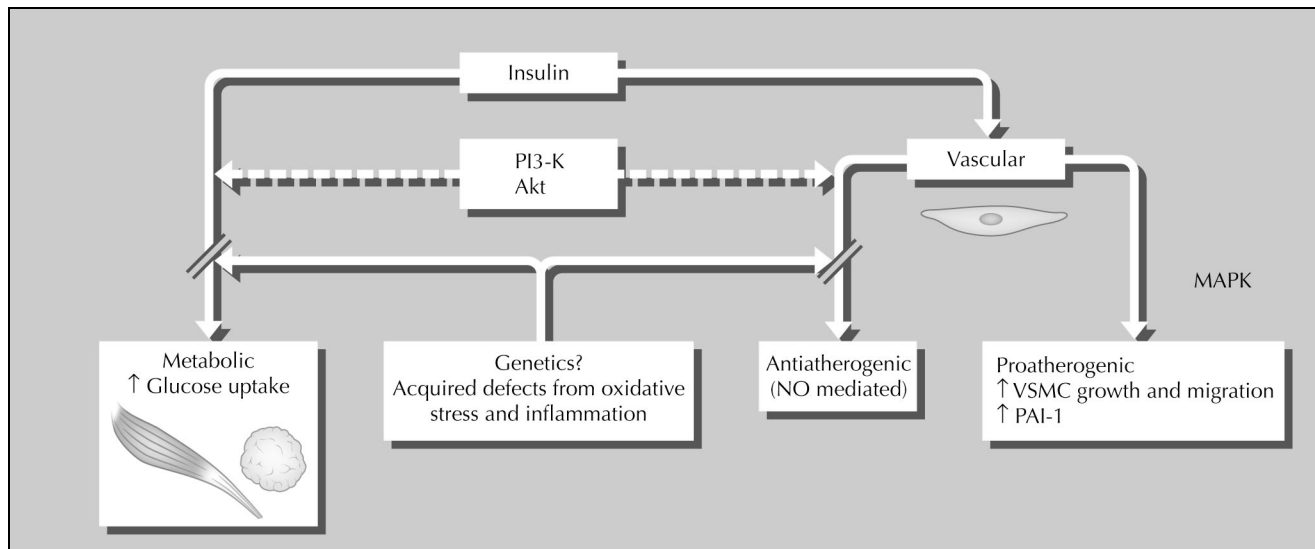 Insulin
PI3-K
Akt
Vascular
MAPK
Metabolic
↑ Glucose uptake
Genetics?
Acquired defects from oxidative
stress and inflammation
Antiatherogenic
(NO mediated)
Proatherogenic
↑ VSMC growth and migration
↑ PAI-1